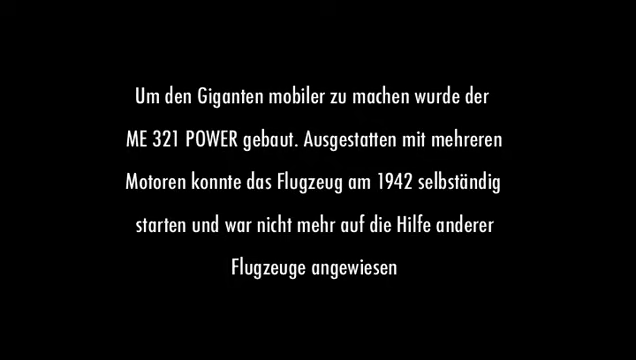 Um den Giganten mobiler zu machen wurde der
ME 321 POWER gebaut. Ausgestatten mit mehreren
Motoren konnte das Flugzeug am 1942 selbständig
starten und war nicht mehr auf die Hilfe anderer
Flugzeuge angewiesen